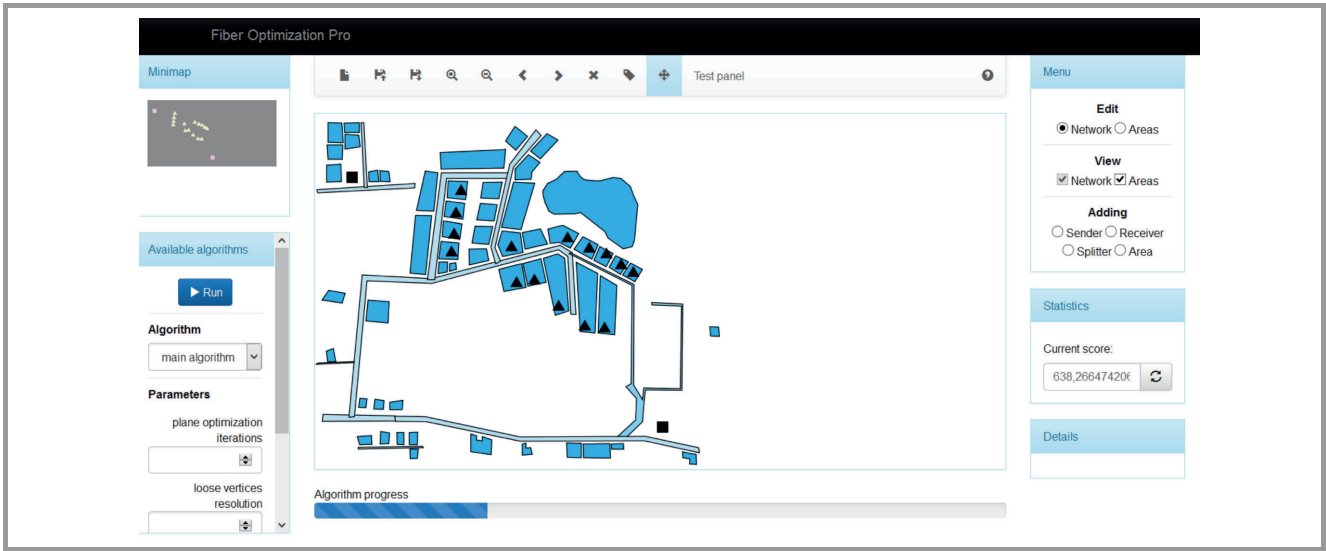 Fiber Optimization Pro
Minimap
Test panel
Menu
Edit
Network Areas
View
Network Areas
Adding
Sender Receiver
Splitter Area
Available algorithms
Run
Algorithm
main algorithm
Parameters
plane optimization
iterations
loose vertices
resolution
Statistics
Current score:
638,266474206
Details
Algorithm progress